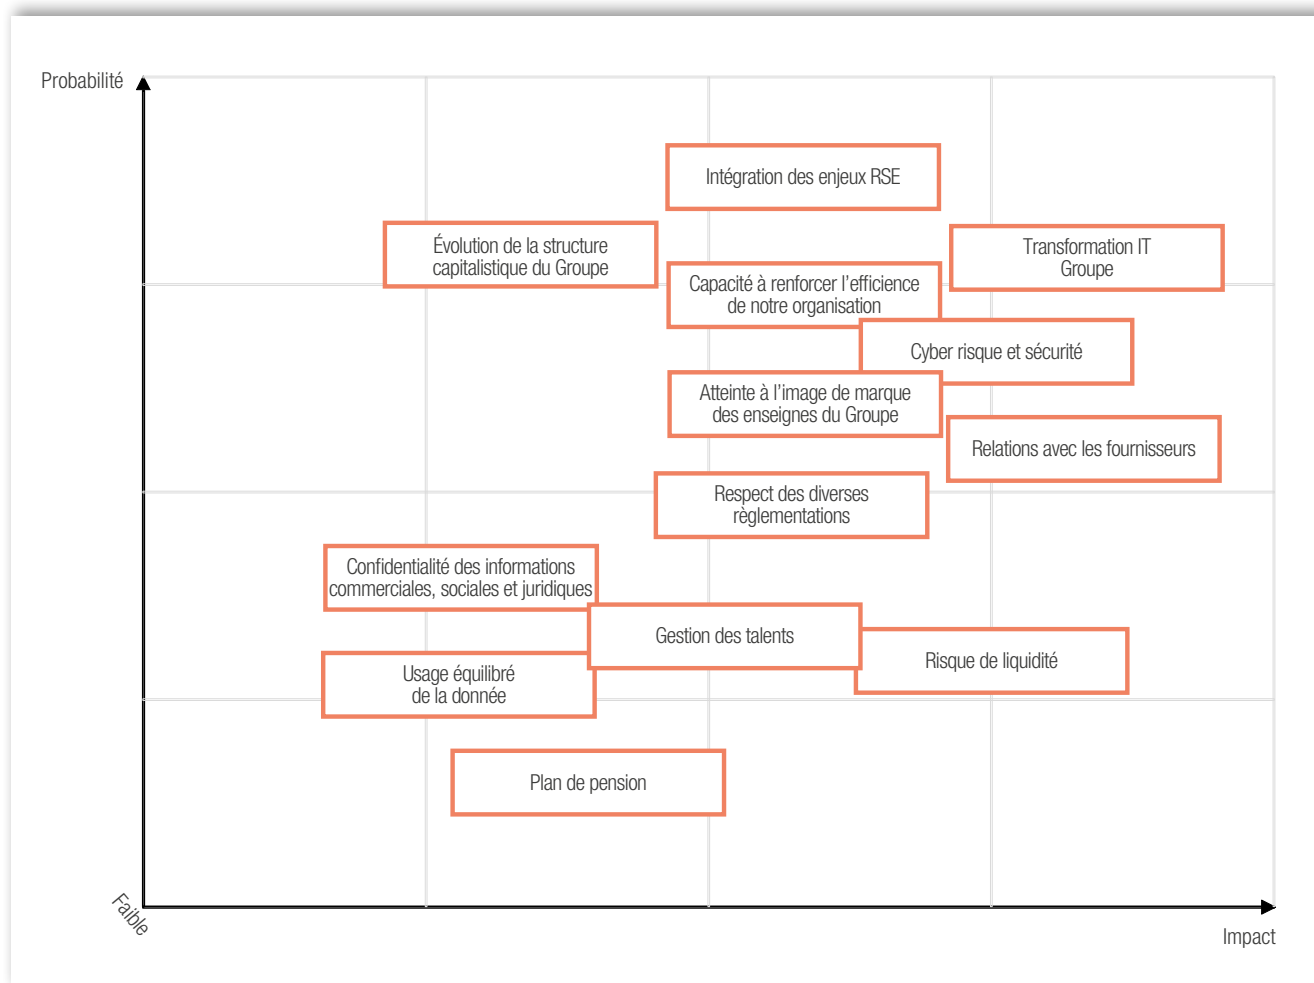 Probabilité
Intégration des enjeux RSE
Évolution de la structure
capitalistique du Groupe
Transformation IT
Groupe
Capacité à renforcer l’efficience
de notre organisation
Cyber risque et sécurité
Atteinte à l’image de marque
des enseignes du Groupe
Relations avec les fournisseurs
Respect des diverses
règlementations
Confidentialité des informations
commerciales, sociales et juridiques
Gestion des talents
Risque de liquidité
Usage équilibré
de la donnée
Plan de pension
Faible
Impact